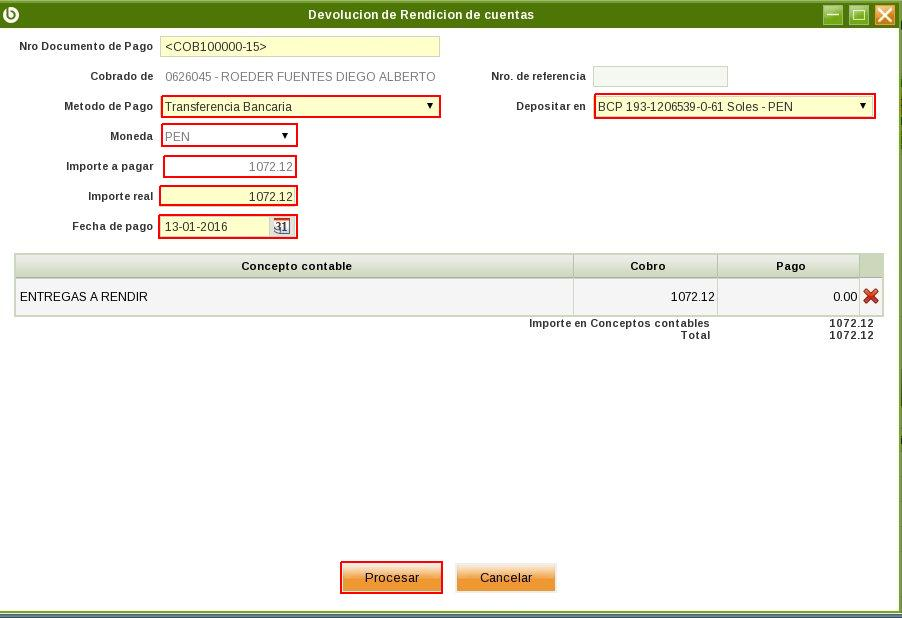 Devolucion de Rendicion de cuentas
Nro Documento de Pago <COB100000-15>
Cobrado de 0626045 - ROEDER FUENTES DIEGO ALBERTO Nro. de referencia
Metodo de Pago Transferencia Bancaria Depositar en BCP 193-1206539-0-61 Soles - PEN
Moneda PEN
Importe a pagar 1072.12
Importe real 1072.12
Fecha de pago 13-01-2016 31
Concepto contable Cobro Pago
ENTREGAS A RENDIR 1072.12 0.00
Importe en Conceptos contables 1072.12
Total 1072.12
Procesar Cancelar